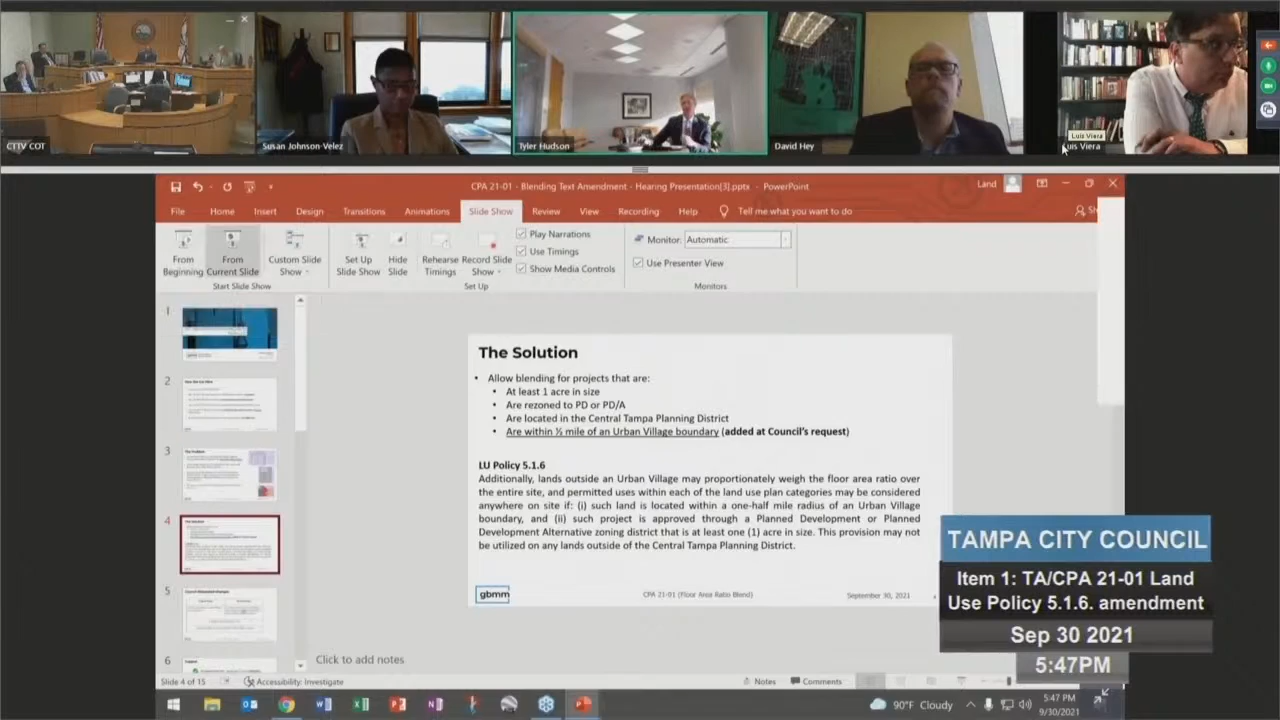 CTTV COT
Susan Johnson-Velez
Tyler Hudson
David Hey
Luis Viera
Luis Viera
CPA 21-01 - Blending Text Amendment - Hearing Presentation[3].pptx - PowerPoint
Land
File Home Insert Design Transitions Animations Slide Show Review View Recording Help Tell me what you want to do Sh
From Beginning
From Current Slide
Custom Slide Show
Start Slide Show
Set Up Slide Show
Hide Slide
Rehearse Timings
Record Slide Show
Play Narrations
Use Timings
Show Media Controls
Set Up
Monitor: Automatic
Use Presenter View
Monitors
1
2
3
4
5
6
The Solution
• Allow blending for projects that are:
• At least 1 acre in size
• Are rezoned to PD or PD/A
• Are located in the Central Tampa Planning District
• Are within ½ mile of an Urban Village boundary (added at Council's request)
LU Policy 5.1.6
Additionally, lands outside an Urban Village may proportionately weigh the floor area ratio over
the entire site, and permitted uses within each of the land use plan categories may be considered
anywhere on site if: (i) such land is located within a one-half mile radius of an Urban Village
boundary, and (ii) such project is approved through a Planned Development or Planned
Development Alternative zoning district that is at least one (1) acre in size. This provision may not
be utilized on any lands outside of the Central Tampa Planning District.
gbmm
CPA 21-01 (Floor Area Ratio Blend)
September 30, 2021
TAMPA CITY COUNCIL
Item 1: TA/CPA 21-01 Land
Use Policy 5.1.6. amendment
Sep 30 2021
5:47PM
Click to add notes
Slide 4 of 15
Accessibility: Investigate
Notes
Comments
90°F Cloudy
5:47 PM
9/30/2021